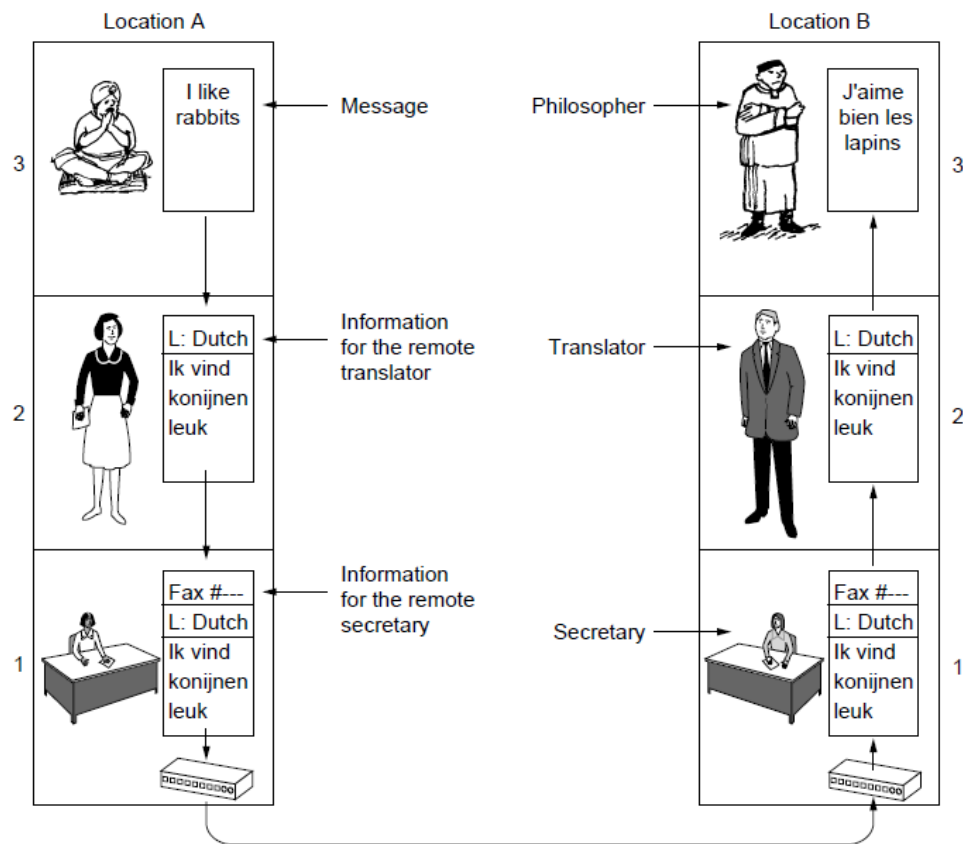 Location A
Location B
I like
rabbits
Message
Philosopher
J'aime
bien les
lapins
3
3
L: Dutch
Ik vind
konijnen
leuk
Information
for the remote
translator
Translator
L: Dutch
Ik vind
konijnen
leuk
2
2
Fax #---
L: Dutch
Ik vind
konijnen
leuk
Information
for the remote
secretary
Secretary
Fax #---
L: Dutch
Ik vind
konijnen
leuk
1
1